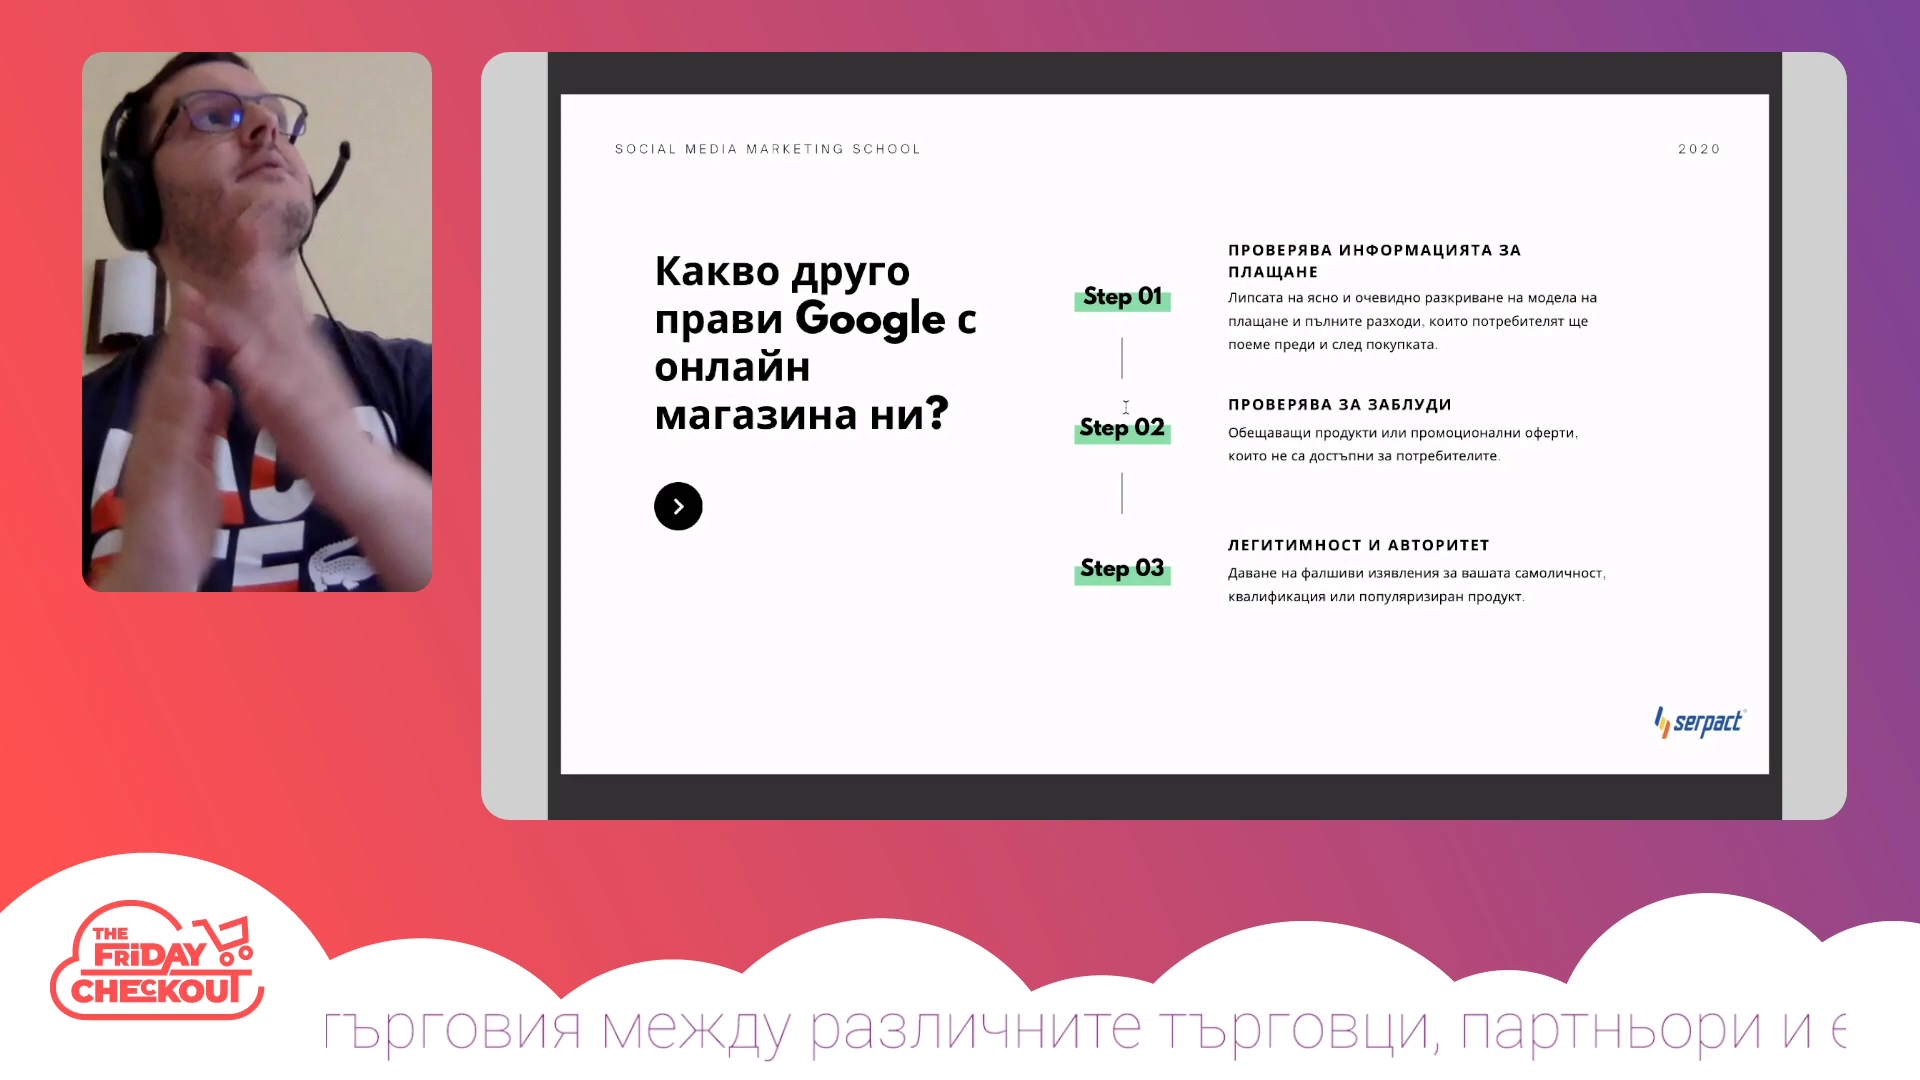 SOCIAL MEDIA MARKETING SCHOOL
2020
Какво друго
прави Google с
онлайн
магазина ни?
Step 01
ПРОВЕРЯВА ИНФОРМАЦИЯТА ЗА
ПЛАЩАНЕ
Липсата на ясно и очевидно разкриване на модела на
плащане и пълните разходи, които потребителят ще
поеме преди и след покупката.
Step 02
ПРОВЕРЯВА ЗА ЗАБЛУДИ
Обещаващи продукти или промоционални оферти,
които не са достъпни за потребителите.
Step 03
ЛЕГИТИМНОСТ И АВТОРИТЕТ
Даване на фалшиви изявления за вашата самоличност,
квалификация или популяризиран продукт.
serpact
THE
FRIDAY
CHECKOUT
търговия между различните търговци, партньори и е